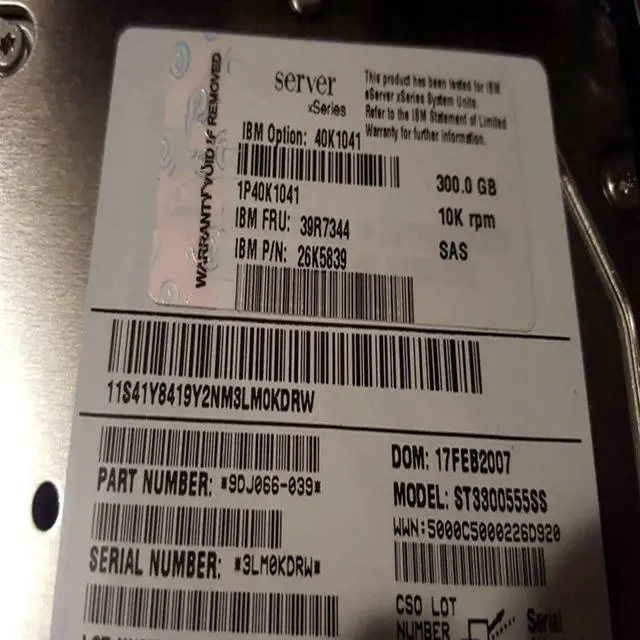 WARRANTY VOID IF REMOVED
server
xSeries
This product has been tested for IBM
eServer xSeries System Units.
Refer to the IBM Statement of Limited
Warranty for further information.
IBM Option: 40K1041
1P40K1041
300.0 GB
IBM FRU: 39R7344
10K rpm
IBM P/N: 26K5839
SAS
11S41Y8419Y2NM3LM0KDRW
DOM: 17FEB2007
PART NUMBER: *9DJ066-039*
MODEL: ST3300555SS
WWN:5000C5000226D920
SERIAL NUMBER: *3LM0KDRW*
CSO LOT
NUMBER
Serial